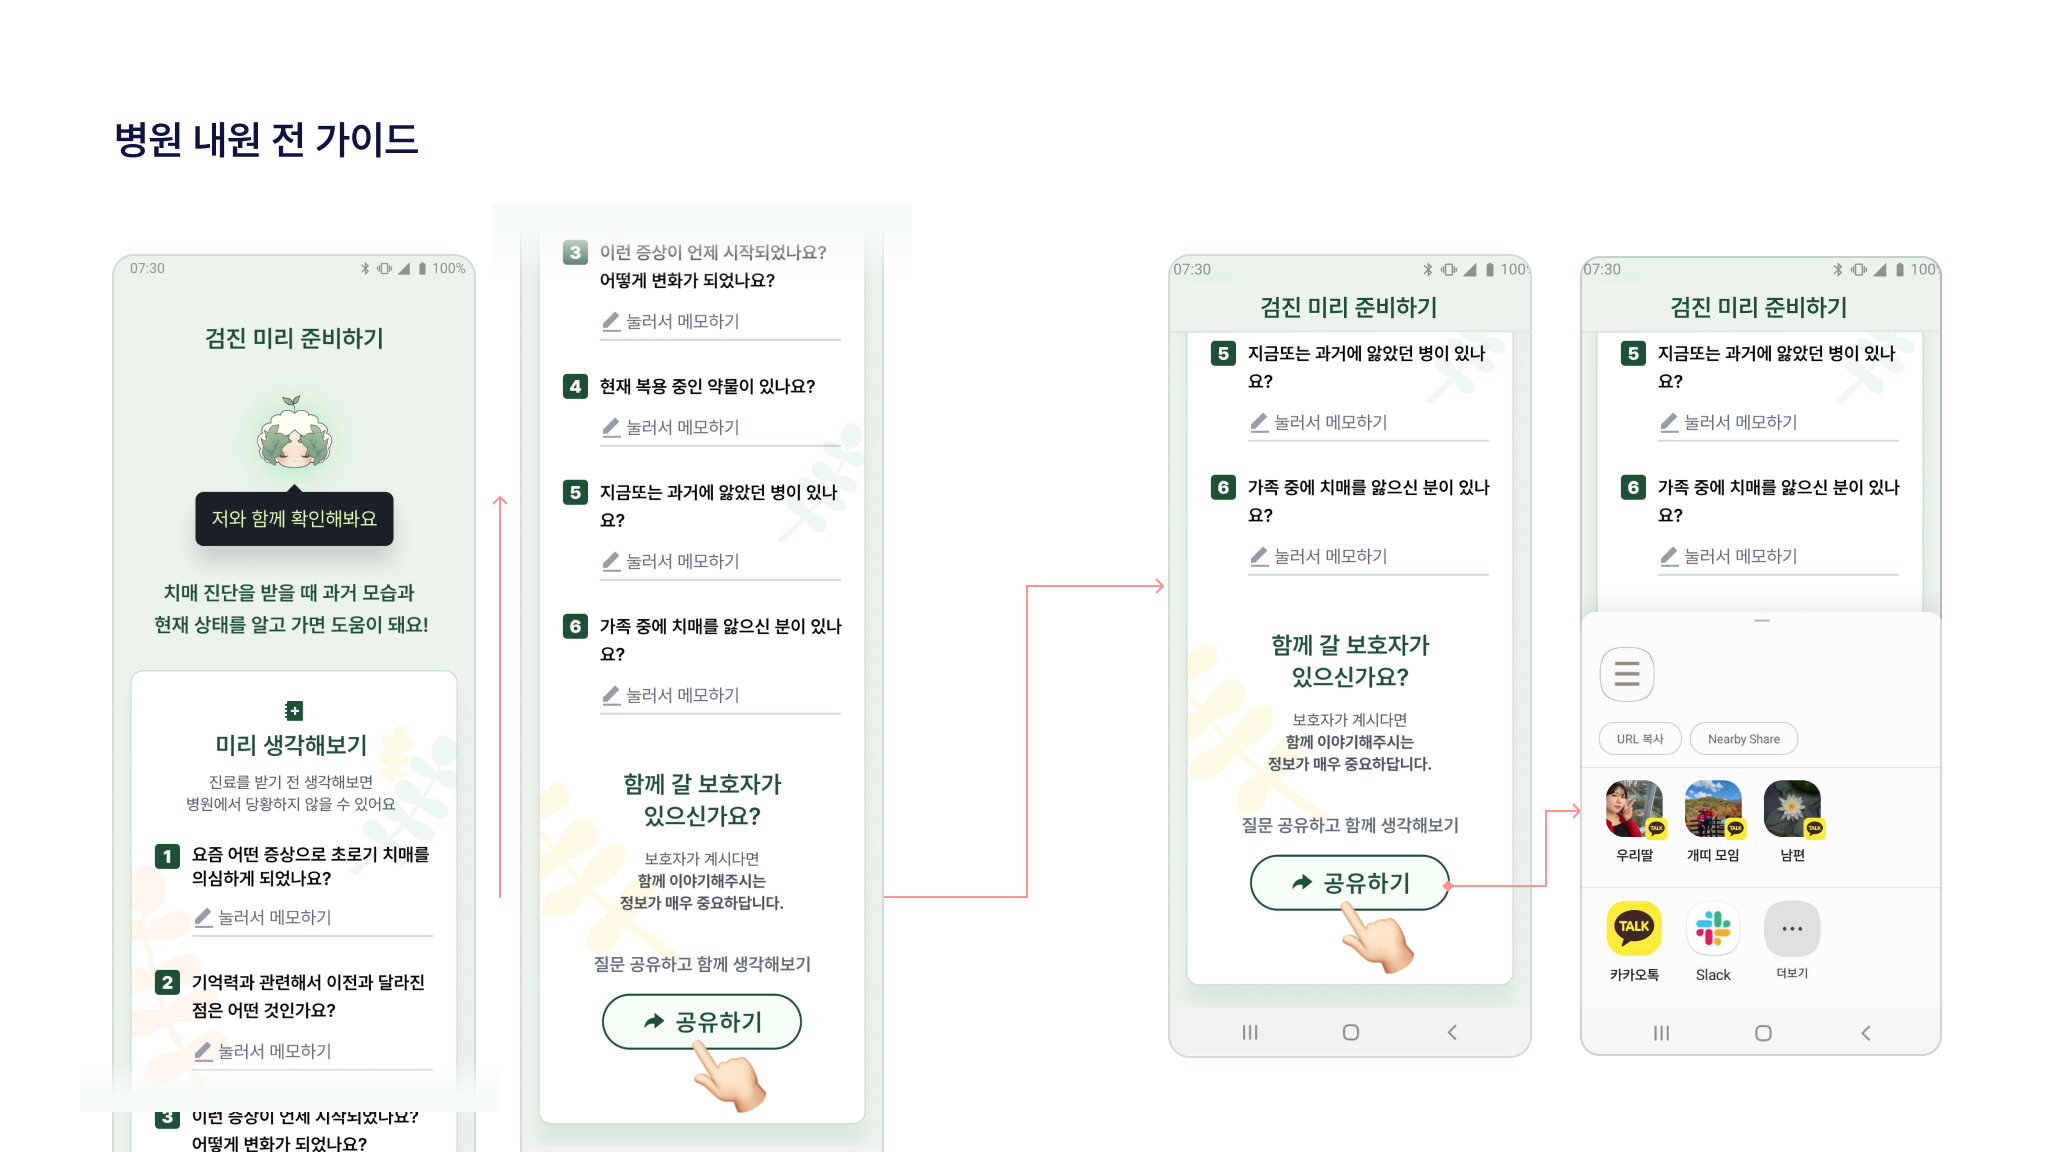 병원 내원 전 가이드
07:30
100%
검진 미리 준비하기
저와 함께 확인해봐요
치매 진단을 받을 때 과거 모습과
현재 상태를 알고 가면 도움이 돼요!
미리 생각해보기
진료를 받기 전 생각해보면
병원에서 당황하지 않을 수 있어요
1 요즘 어떤 증상으로 초로기 치매를
의심하게 되었나요?
눌러서 메모하기
2 기억력과 관련해서 이전과 달라진
점은 어떤 것인가요?
눌러서 메모하기
3 이런 증상이 언제 시작되었나요?
어떻게 변화가 되었나요?
3 이런 증상이 언제 시작되었나요?
어떻게 변화가 되었나요?
눌러서 메모하기
4 현재 복용 중인 약물이 있나요?
눌러서 메모하기
5 지금또는 과거에 앓았던 병이 있나
요?
눌러서 메모하기
6 가족 중에 치매를 앓으신 분이 있나
요?
눌러서 메모하기
함께 갈 보호자가
있으신가요?
보호자가 계시다면
함께 이야기해주시는
정보가 매우 중요하답니다.
질문 공유하고 함께 생각해보기
공유하기
07:30
100
검진 미리 준비하기
5 지금또는 과거에 앓았던 병이 있나
요?
눌러서 메모하기
6 가족 중에 치매를 앓으신 분이 있나
요?
눌러서 메모하기
함께 갈 보호자가
있으신가요?
보호자가 계시다면
함께 이야기해주시는
정보가 매우 중요하답니다.
질문 공유하고 함께 생각해보기
공유하기
07:30
100
검진 미리 준비하기
5 지금또는 과거에 앓았던 병이 있나
요?
눌러서 메모하기
6 가족 중에 치매를 앓으신 분이 있나
요?
눌러서 메모하기
URL 복사
Nearby Share
TALK
TALK
TALK
우리딸
개띠 모임
남편
TALK
카카오톡
Slack
더보기